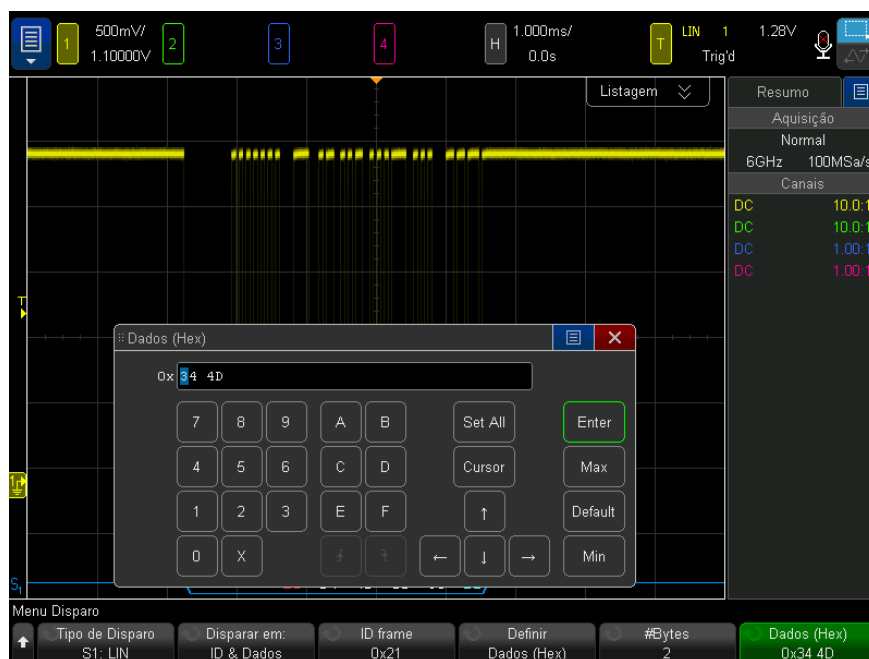 1 500mV/ 1.10000V 2 3 4 H 1.000ms/ 0.0s T LIN 1 1.28V Trig'd
Listagem
Resumo
Aquisição
Normal
6GHz 100MSa/s
Canais
DC 10.0:1
DC 10.0:1
DC 1.00:1
DC 1.00:1
T
Dados (Hex)
0x 34 4D
7 8 9 A B Set All Enter
4 5 6 C D Cursor Max
1 2 3 E F ↑ Default
0 X ← ↓ → Min
S1
Menu Disparo
Tipo de Disparo
S1: LIN
Disparar em:
ID & Dados
ID frame
0x21
Definir
Dados (Hex)
#Bytes
2
Dados (Hex)
0x34 4D